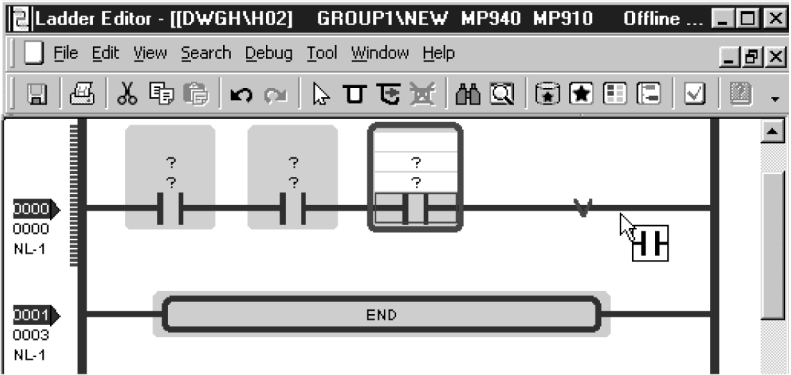 Ladder Editor - [[DWGH\H02] GROUP1\NEW MP940 MP910 Offline ...
File Edit View Search Debug Tool Window Help
? ? ?
? ? ?
0000
0000
NL-1
0001
0003
NL-1
END